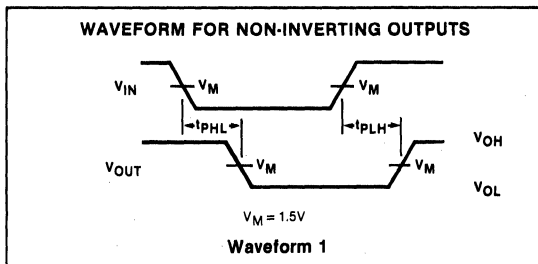 WAVEFORM FOR NON-INVERTING OUTPUTS
VIN
VM
VM
tPHL
tPLH
VOH
VOUT
VM
VM
VOL
VM = 1.5V
Waveform 1